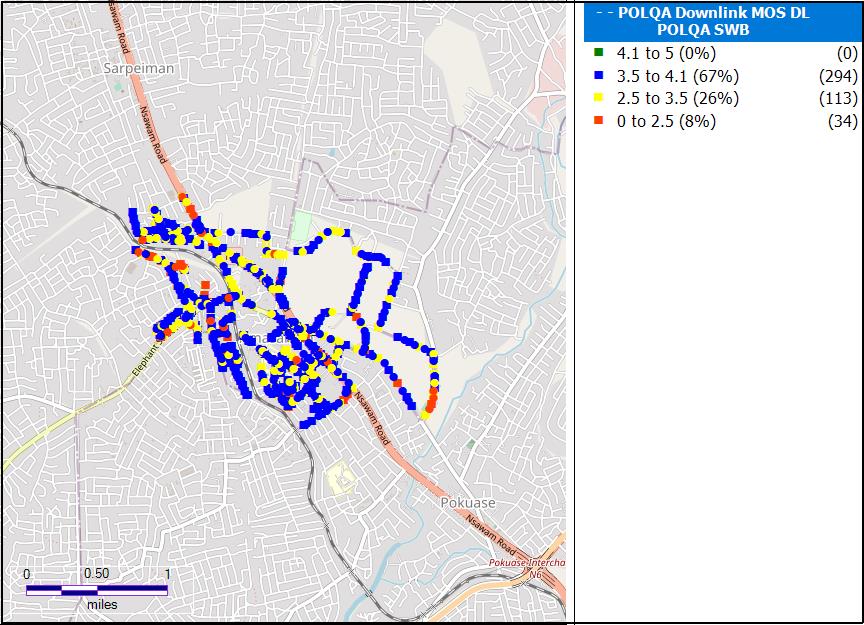 Nsawam Road
Sarpeiman
Nsawam Road
Elephant
Nsawam Road
Pokuase
Nsawam Road
Pokuase Intercha
N6
0 0.50 1
miles
- - POLQA Downlink MOS DL
POLQA SWB
4.1 to 5 (0%) (0)
3.5 to 4.1 (67%) (294)
2.5 to 3.5 (26%) (113)
0 to 2.5 (8%) (34)